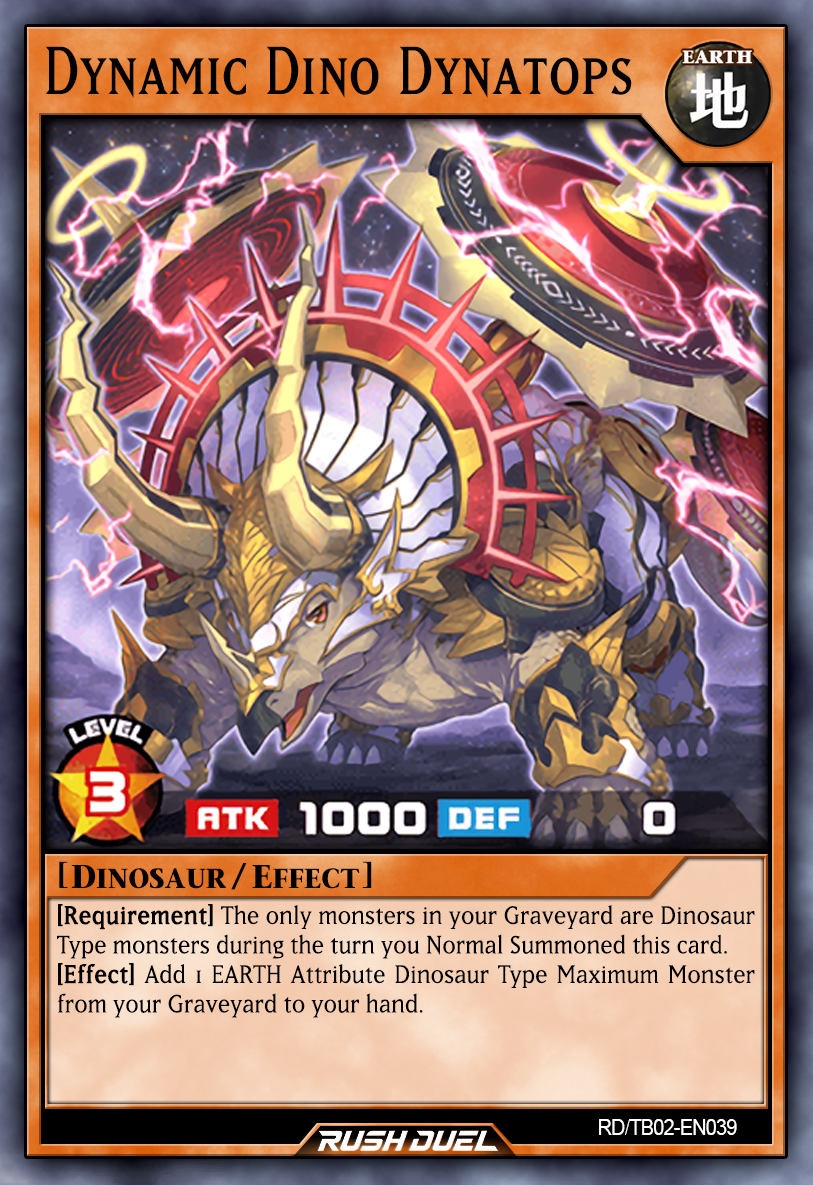 Dynamic Dino Dynatops
EARTH
地
LEVEL
3
ATK 1000 DEF 0
[Dinosaur / Effect]
[Requirement] The only monsters in your Graveyard are Dinosaur
Type monsters during the turn you Normal Summoned this card.
[Effect] Add 1 EARTH Attribute Dinosaur Type Maximum Monster
from your Graveyard to your hand.
RUSH DUEL
RD/TB02-EN039